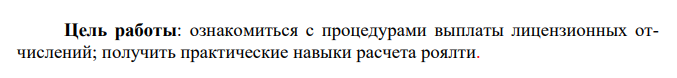 Цель работы: ознакомиться с процедурами выплаты лицензионных от-
числений; получить практические навыки расчета роялти.